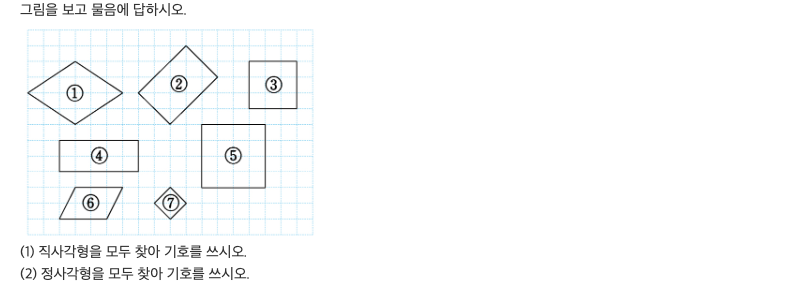 그림을 보고 물음에 답하시오.
①
②
③
④
⑤
⑥
⑦
(1) 직사각형을 모두 찾아 기호를 쓰시오.
(2) 정사각형을 모두 찾아 기호를 쓰시오.